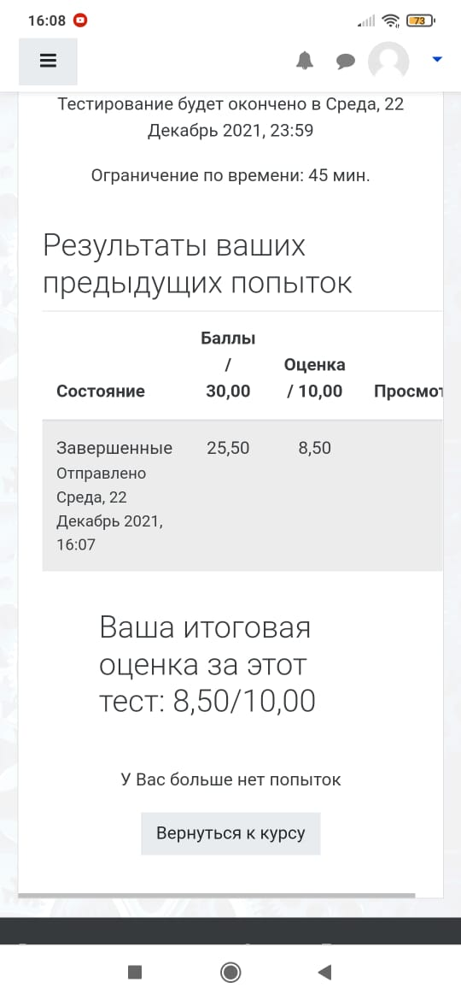 16:08
73
Тестирование будет окончено в Среда, 22
Декабрь 2021, 23:59
Ограничение по времени: 45 мин.
Результаты ваших
предыдущих попыток
Баллы
/ Оценка
Состояние 30,00 / 10,00 Просмот
Завершенные 25,50 8,50
Отправлено
Среда, 22
Декабрь 2021,
16:07
Ваша итоговая
оценка за этот
тест: 8,50/10,00
У Вас больше нет попыток
Вернуться к курсу